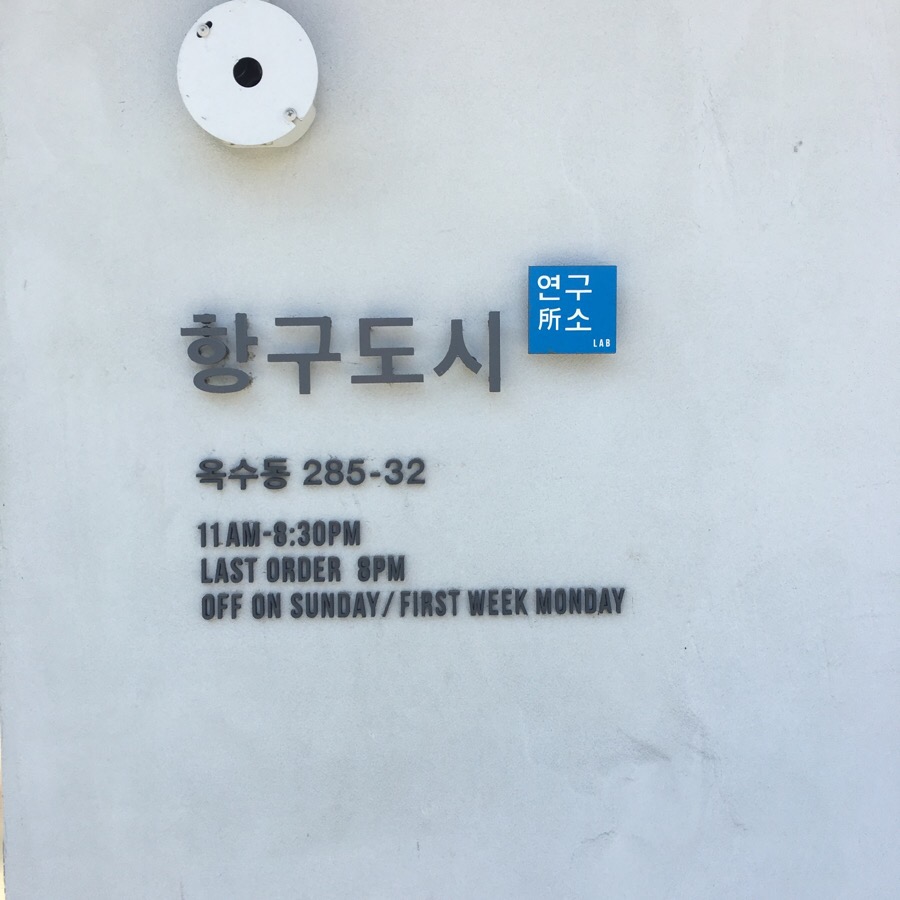 항구도시
연구
所소
LAB
옥수동 285-32
11AM-8:30PM
LAST ORDER 8PM
OFF ON SUNDAY/FIRST WEEK MONDAY